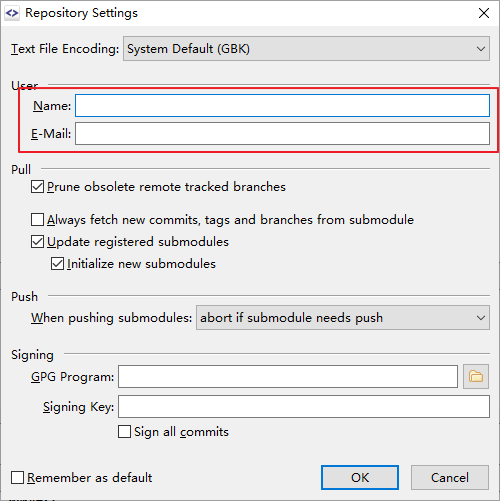 Repository Settings
Text File Encoding: System Default (GBK)
User
Name:
E-Mail:
Pull
Prune obsolete remote tracked branches
Always fetch new commits, tags and branches from submodule
Update registered submodules
Initialize new submodules
Push
When pushing submodules: abort if submodule needs push
Signing
GPG Program:
Signing Key:
Sign all commits
Remember as default OK Cancel